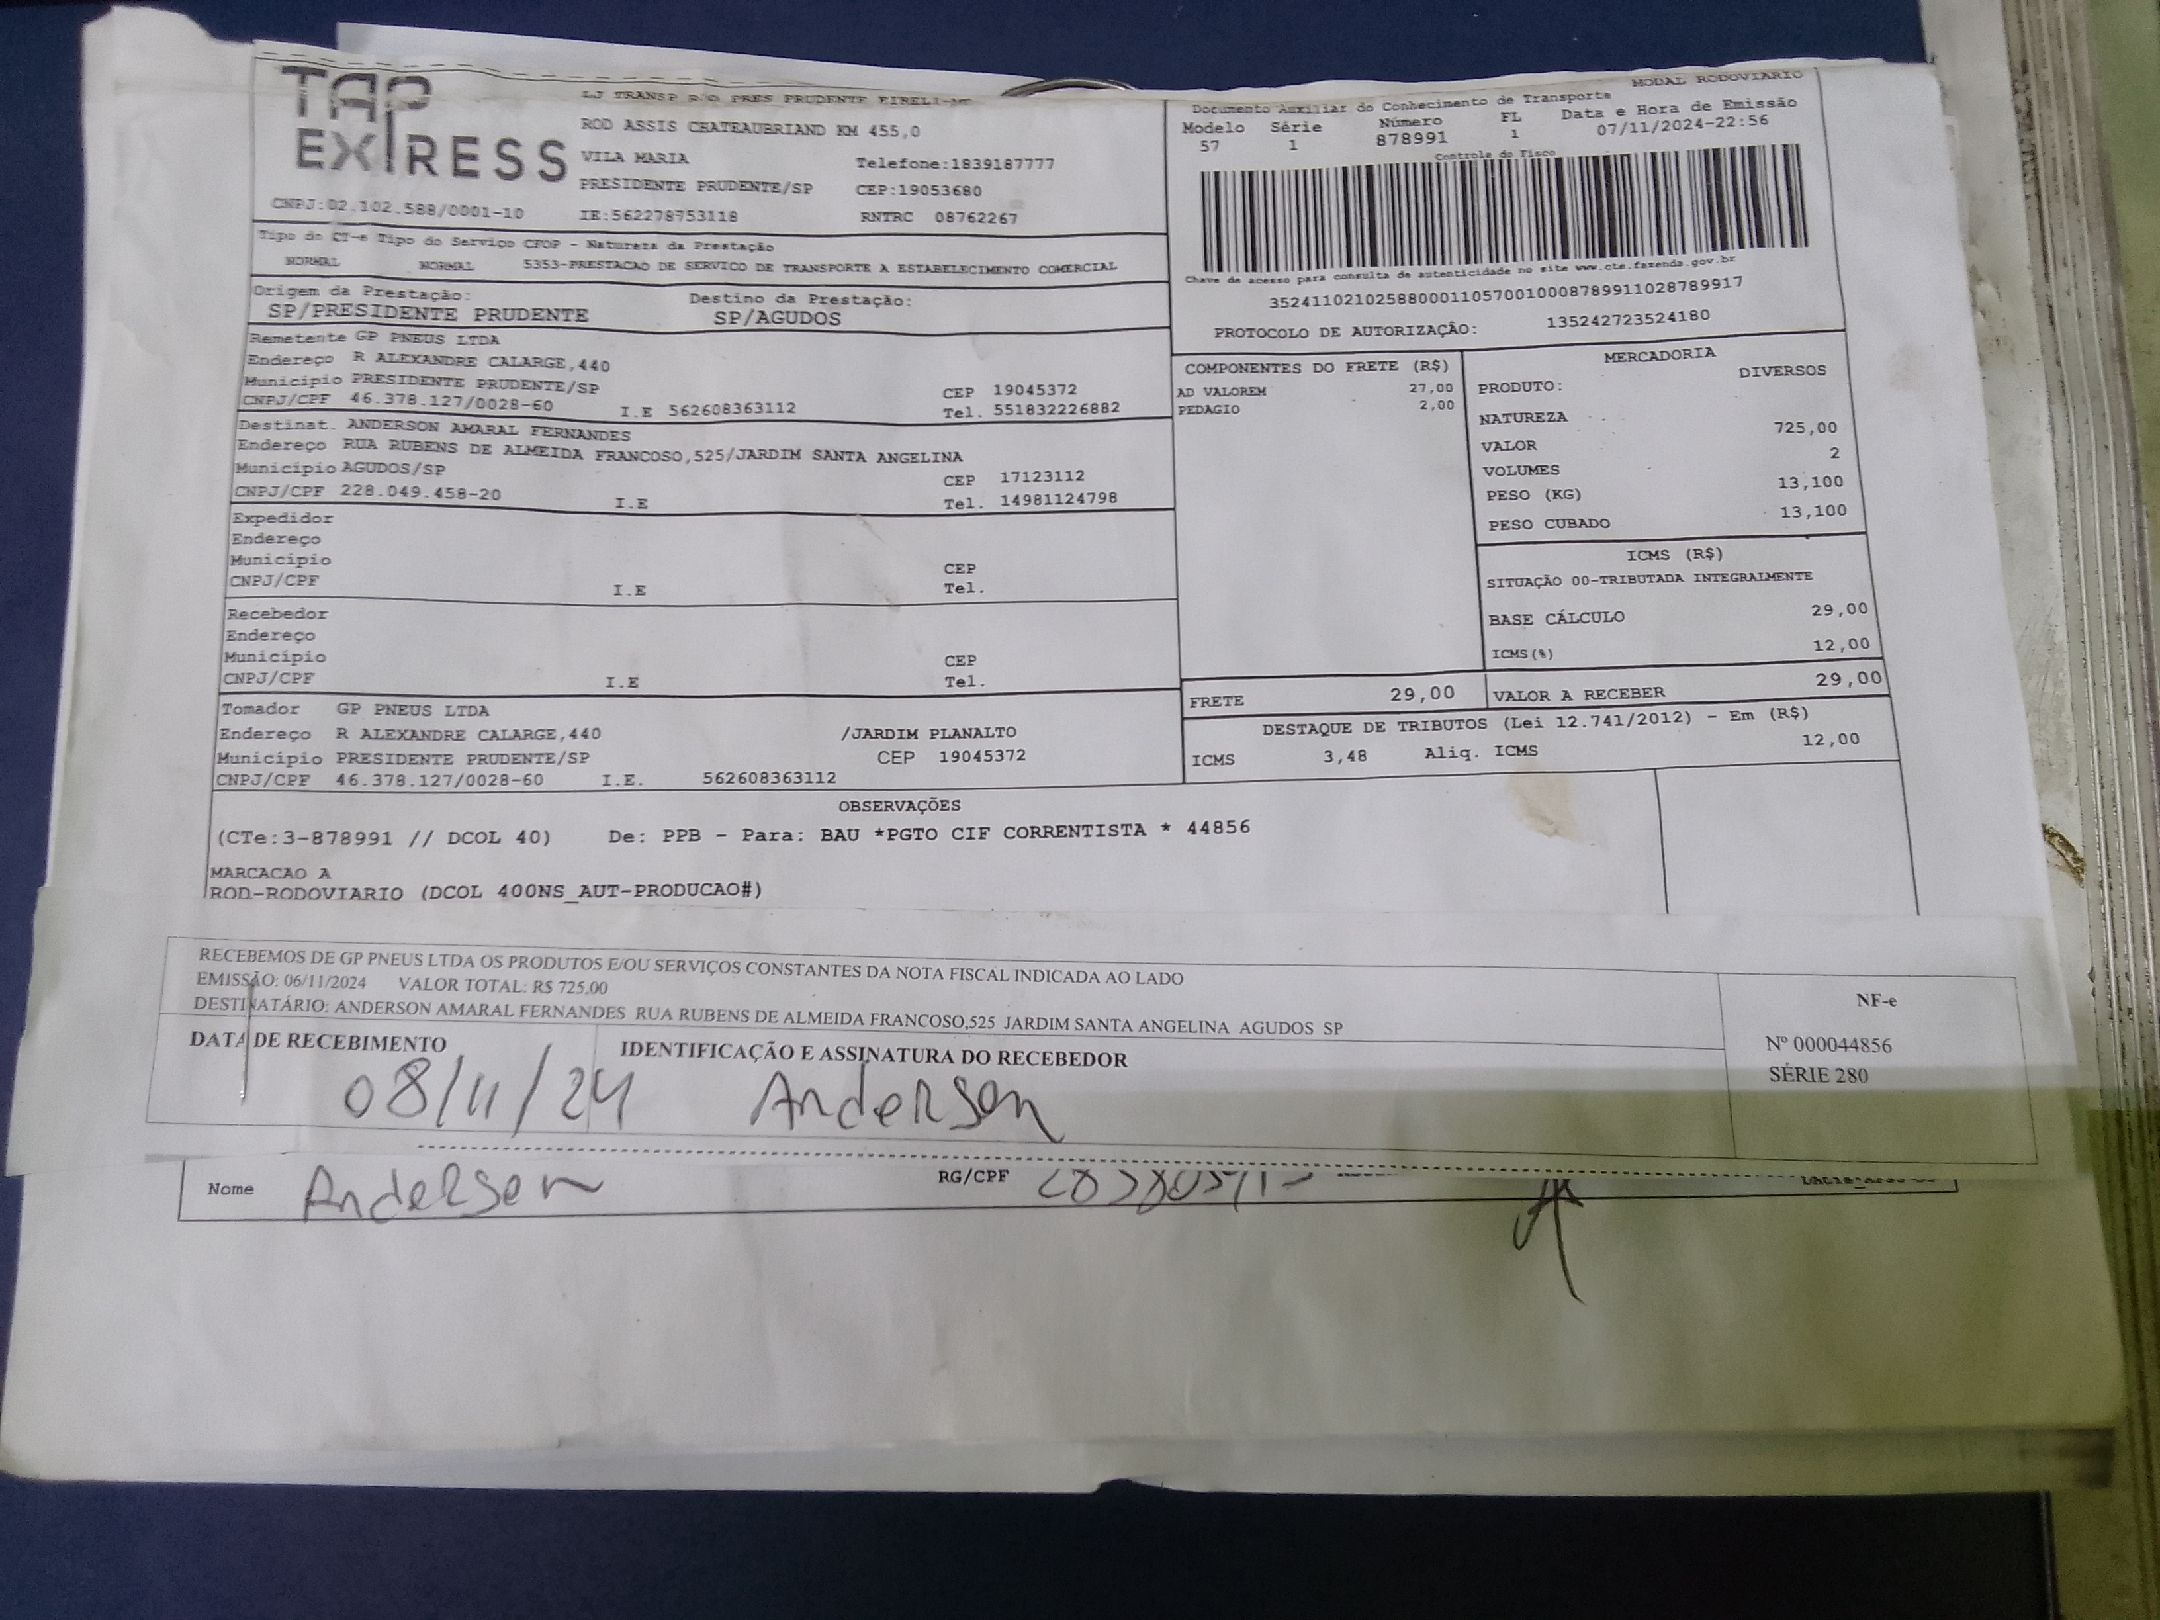 TAP
EXPRESS
LJ TRANSP ROD PRES PRUDENTE EIRELI-ME
ROD ASSIS CHATEAUBRIAND KM 455,0
VILA MARIA Telefone:1839187777
PRESIDENTE PRUDENTE/SP CEP:19053680
CNPJ:02.102.588/0001-10 IE:562278753118 RNTRC 08762267
MODAL RODOVIARIO
Documento Auxiliar do Conhecimento de Transporte
Modelo Série Número FL Data e Hora de Emissão
57 1 878991 1 07/11/2024-22:56
Controle do Fisco
Chave de acesso para consulta de autenticidade no site www.cte.fazenda.gov.br
35241102102588000110570010008789911028789917
PROTOCOLO DE AUTORIZAÇÃO: 135242723524180
Tipo do CT-e Tipo do Serviço CFOP - Natureza da Prestação
NORMAL NORMAL 5353-PRESTACAO DE SERVICO DE TRANSPORTE A ESTABELECIMENTO COMERCIAL
Origem da Prestação: Destino da Prestação:
SP/PRESIDENTE PRUDENTE SP/AGUDOS
Remetente GP PNEUS LTDA
Endereço R ALEXANDRE CALARGE,440
Município PRESIDENTE PRUDENTE/SP CEP 19045372
CNPJ/CPF 46.378.127/0028-60 I.E 562608363112 Tel. 551832226882
Destinat. ANDERSON AMARAL FERNANDES
Endereço RUA RUBENS DE ALMEIDA FRANCOSO,525/JARDIM SANTA ANGELINA
Município AGUDOS/SP CEP 17123112
CNPJ/CPF 228.049.458-20 I.E Tel. 14981124798
Expedidor
Endereço
Município CEP
CNPJ/CPF I.E Tel.
Recebedor
Endereço
Município CEP
CNPJ/CPF I.E Tel.
Tomador GP PNEUS LTDA
Endereço R ALEXANDRE CALARGE,440 /JARDIM PLANALTO
Município PRESIDENTE PRUDENTE/SP CEP 19045372
CNPJ/CPF 46.378.127/0028-60 I.E. 562608363112
COMPONENTES DO FRETE (R$)
AD VALOREM 27,00
PEDAGIO 2,00
MERCADORIA
PRODUTO: DIVERSOS
NATUREZA
VALOR 725,00
VOLUMES 2
PESO (KG) 13,100
PESO CUBADO 13,100
ICMS (R$)
SITUAÇÃO 00-TRIBUTADA INTEGRALMENTE
BASE CÁLCULO 29,00
ICMS(%) 12,00
FRETE 29,00 VALOR A RECEBER 29,00
DESTAQUE DE TRIBUTOS (Lei 12.741/2012) - Em (R$)
ICMS 3,48 Aliq. ICMS 12,00
OBSERVAÇÕES
(CTe:3-878991 // DCOL 40) De: PPB - Para: BAU *PGTO CIF CORRENTISTA * 44856
MARCACAO A
ROD-RODOVIARIO (DCOL 400NS_AUT-PRODUCAO#)
RECEBEMOS DE GP PNEUS LTDA OS PRODUTOS E/OU SERVIÇOS CONSTANTES DA NOTA FISCAL INDICADA AO LADO
EMISSÃO: 06/11/2024 VALOR TOTAL: R$ 725,00
DESTINATÁRIO: ANDERSON AMARAL FERNANDES RUA RUBENS DE ALMEIDA FRANCOSO,525 JARDIM SANTA ANGELINA AGUDOS SP
DATA DE RECEBIMENTO IDENTIFICAÇÃO E ASSINATURA DO RECEBEDOR
08/11/24 Anderson
NF-e
Nº 000044856
SÉRIE 280
Nome Anderson RG/CPF